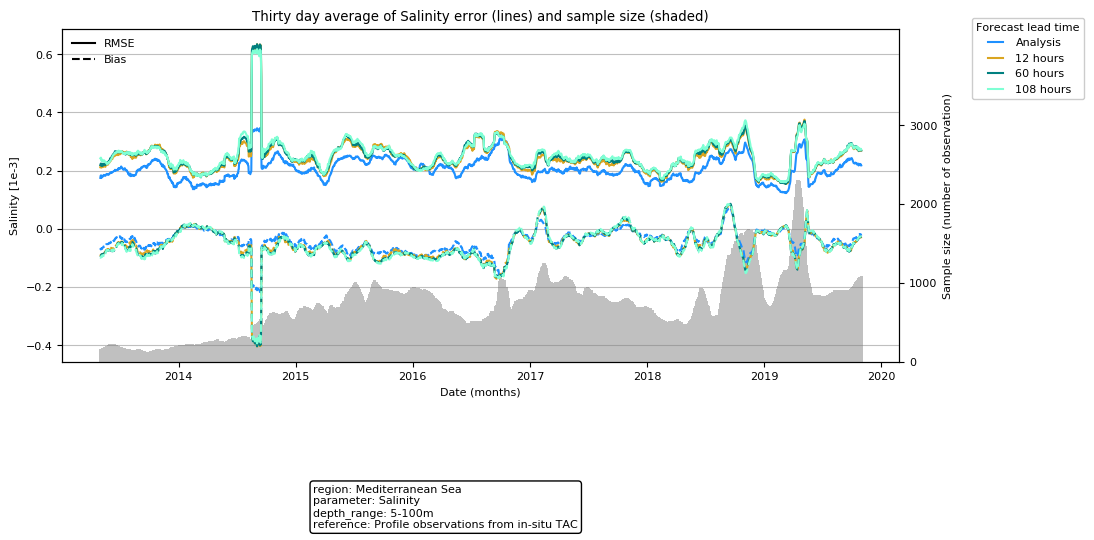 Thirty day average of Salinity error (lines) and sample size (shaded)
RMSE
Bias
Forecast lead time
Analysis
12 hours
60 hours
108 hours
Salinity [1e-3]
0.6
0.4
0.2
0.0
−0.2
−0.4
3000
2000
1000
0
Sample size (number of observation)
2014
2015
2016
2017
2018
2019
2020
Date (months)
region: Mediterranean Sea
parameter: Salinity
depth_range: 5-100m
reference: Profile observations from in-situ TAC